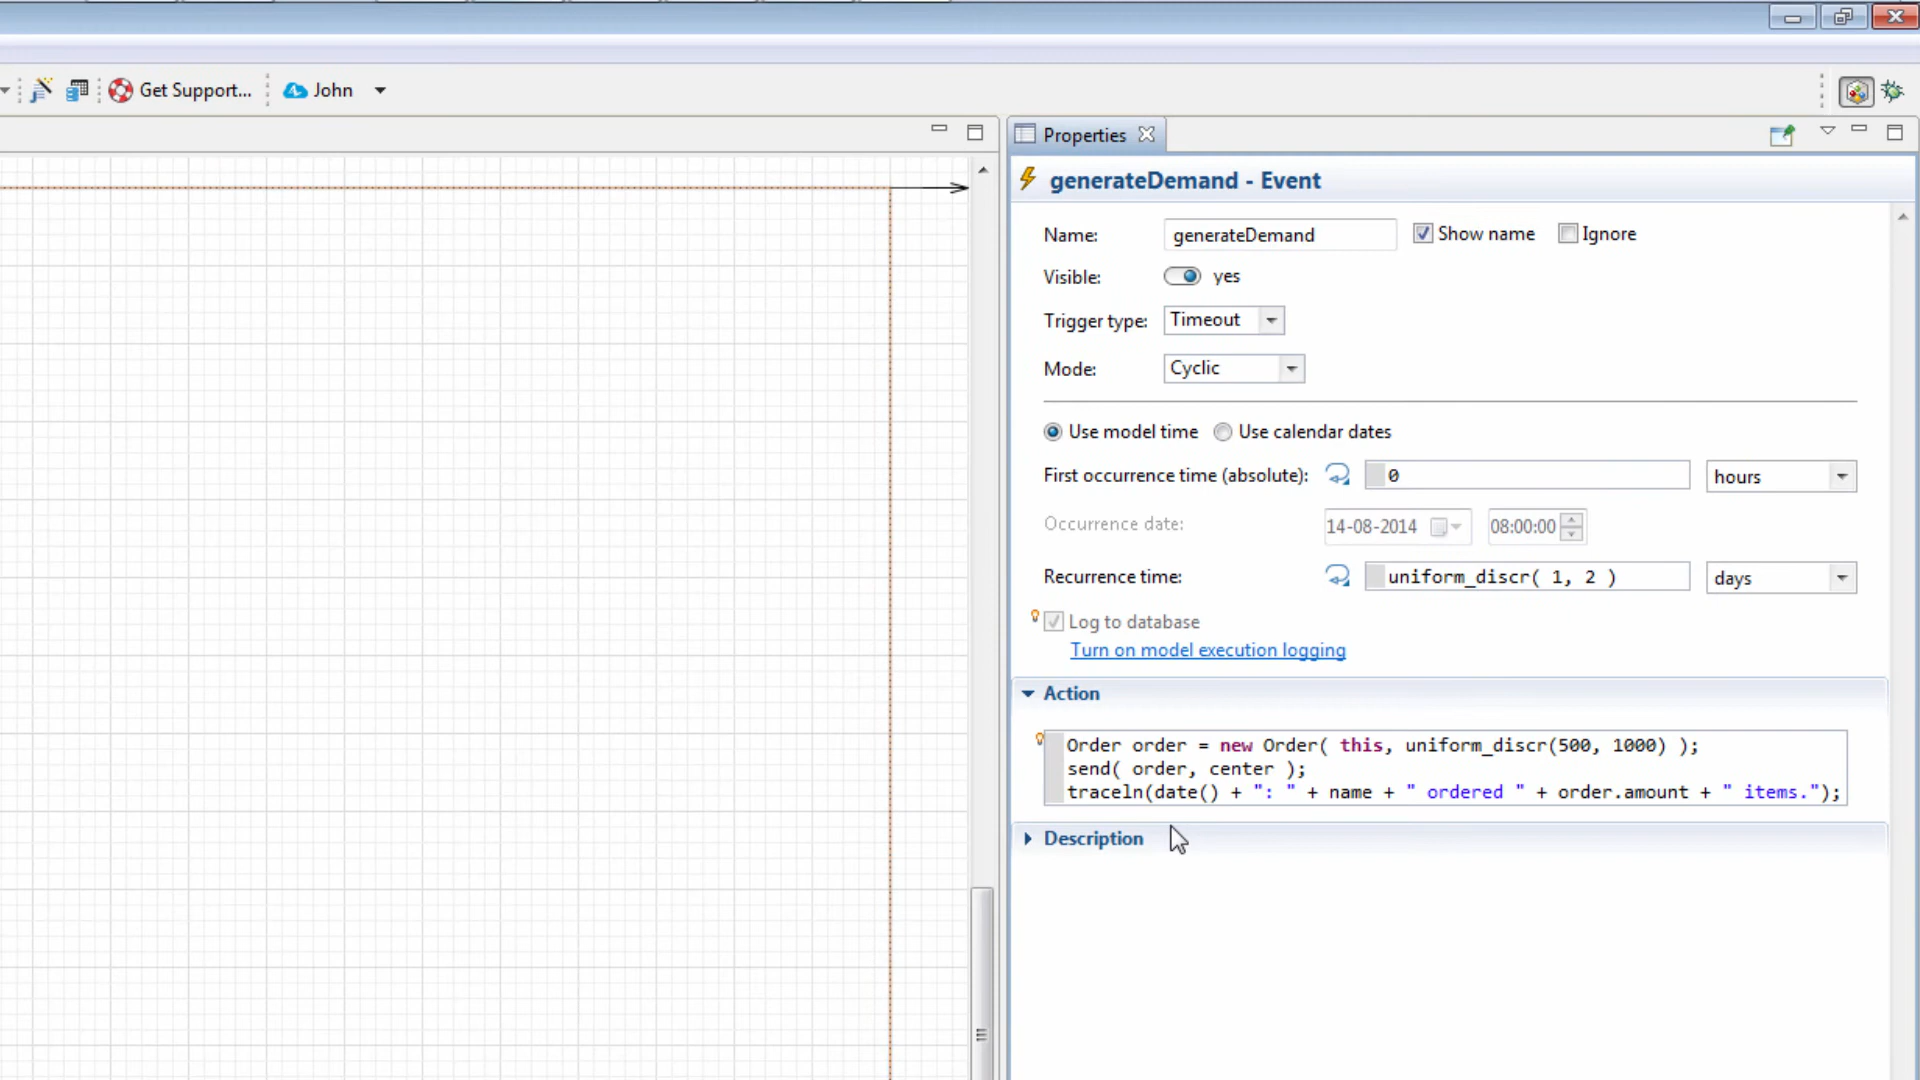 Get Support...
John
Properties
generateDemand - Event
Name: generateDemand Show name Ignore
Visible: yes
Trigger type: Timeout
Mode: Cyclic
Use model time Use calendar dates
First occurrence time (absolute): 0 hours
Occurrence date: 14-08-2014 08:00:00
Recurrence time: uniform_discr( 1, 2 ) days
Log to database
Turn on model execution logging
Action
Order order = new Order( this, uniform_discr(500, 1000) );
send( order, center );
traceln(date() + ": " + name + " ordered " + order.amount + " items.");
Description